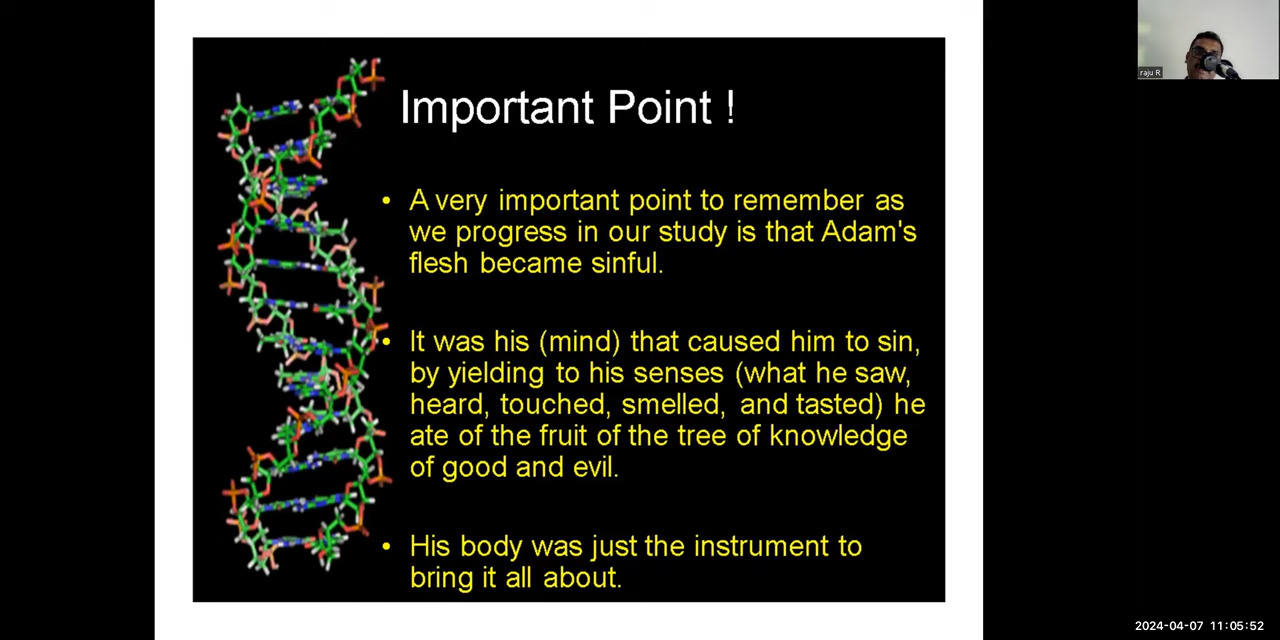 raju R
Important Point !
• A very important point to remember as
we progress in our study is that Adam's
flesh became sinful.
• It was his (mind) that caused him to sin,
by yielding to his senses (what he saw,
heard, touched, smelled, and tasted) he
ate of the fruit of the tree of knowledge
of good and evil.
• His body was just the instrument to
bring it all about.
2024-04-07 11:05:52